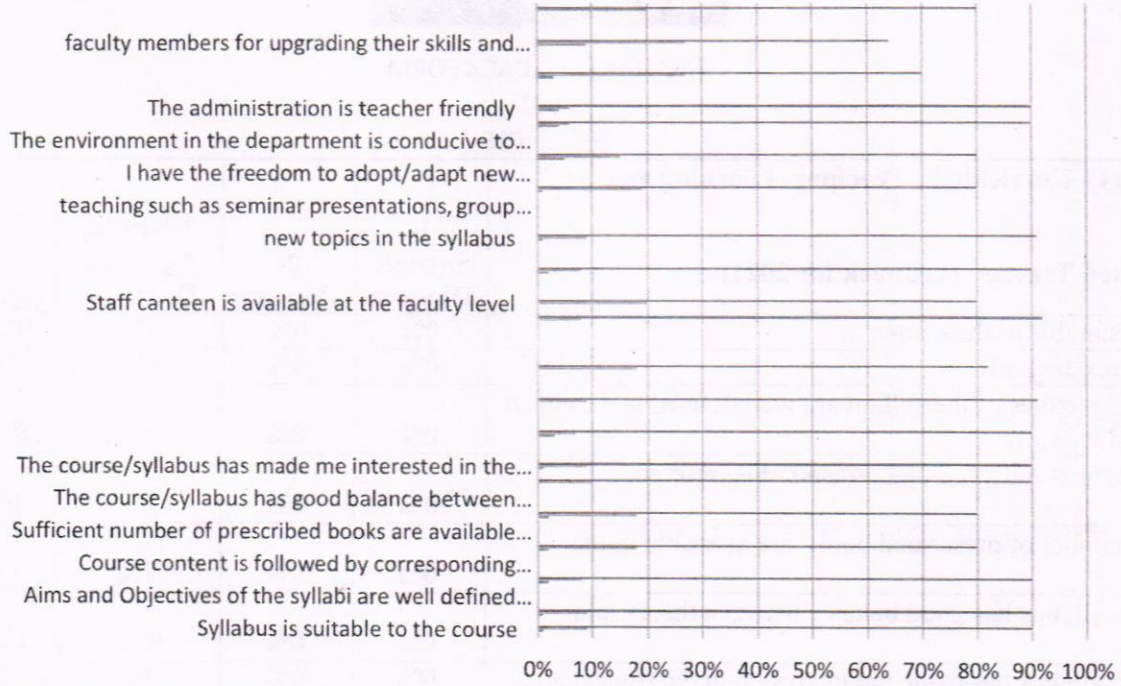 faculty members for upgrading their skills and...
The administration is teacher friendly
The environment in the department is conducive to...
I have the freedom to adopt/adapt new...
teaching such as seminar presentations, group...
new topics in the syllabus
Staff canteen is available at the faculty level
The course/syllabus has made me interested in the...
The course/syllabus has good balance between...
Sufficient number of prescribed books are available...
Course content is followed by corresponding...
Aims and Objectives of the syllabi are well defined...
Syllabus is suitable to the course
0% 10% 20% 30% 40% 50% 60% 70% 80% 90% 100%